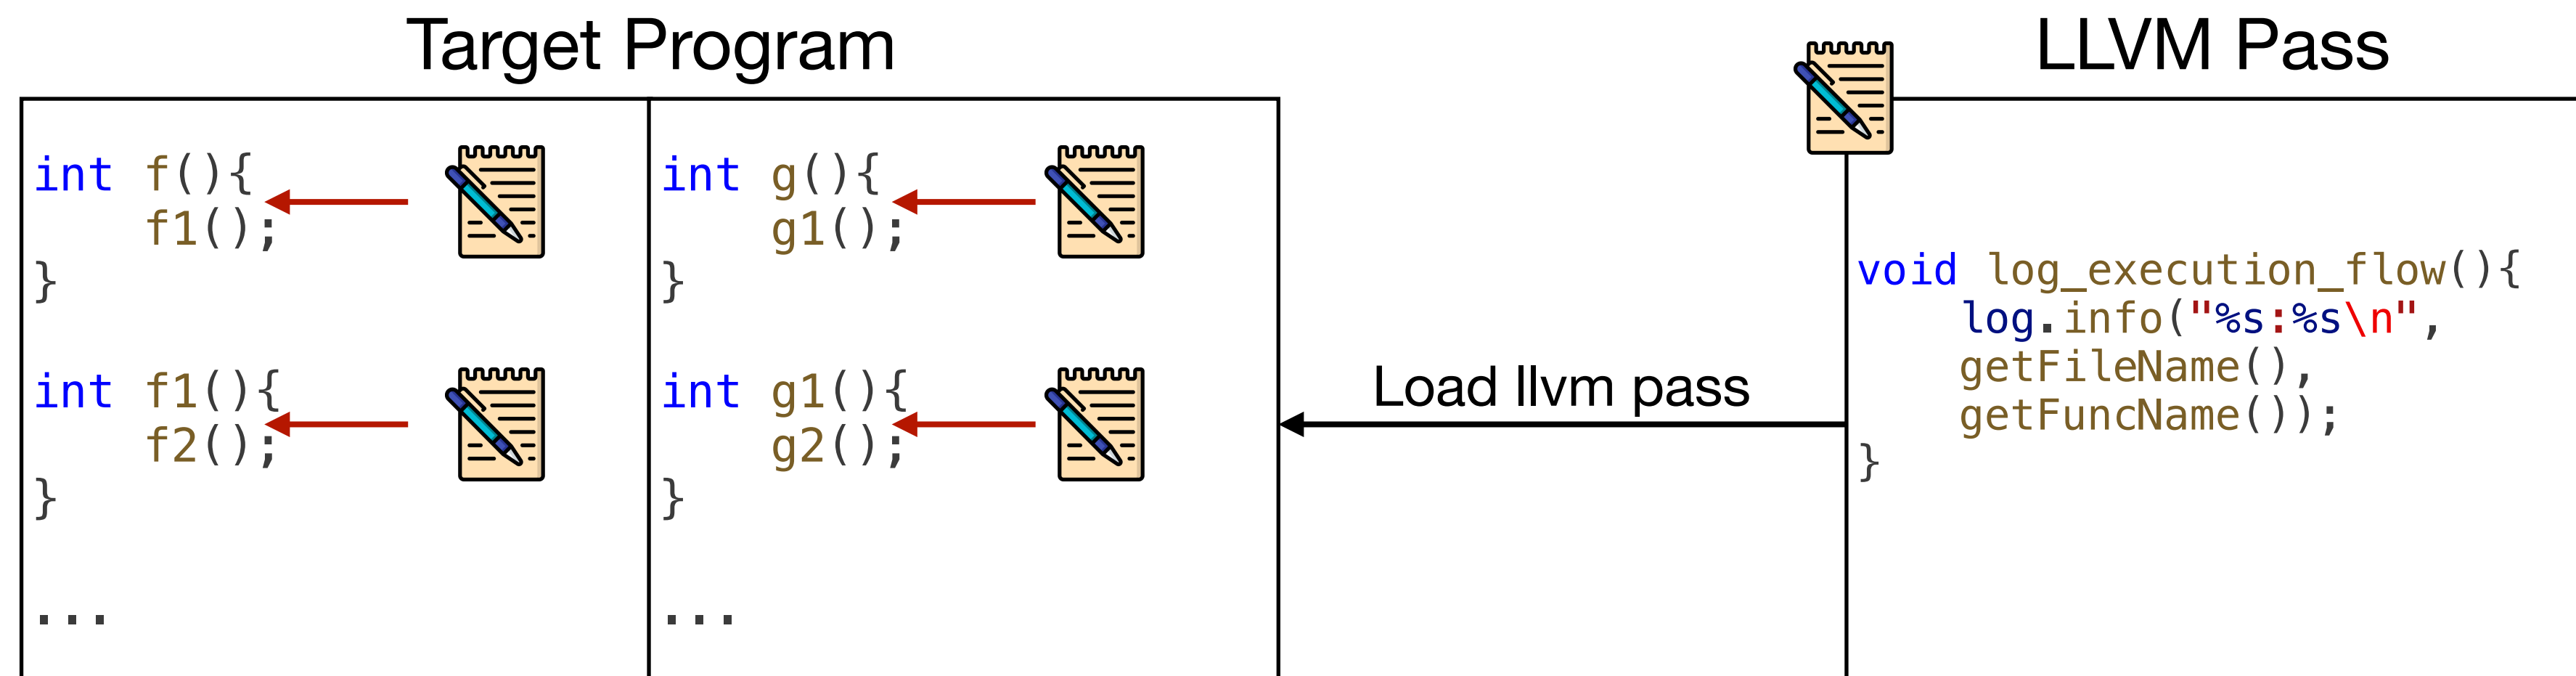 Target Program
int f(){
    f1();
}
int f1(){
    f2();
}
...
int g(){
    g1();
}
int g1(){
    g2();
}
...
Load llvm pass
LLVM Pass
void log_execution_flow(){
    log.info("%s:%s\n",
    getFileName(),
    getFuncName());
}